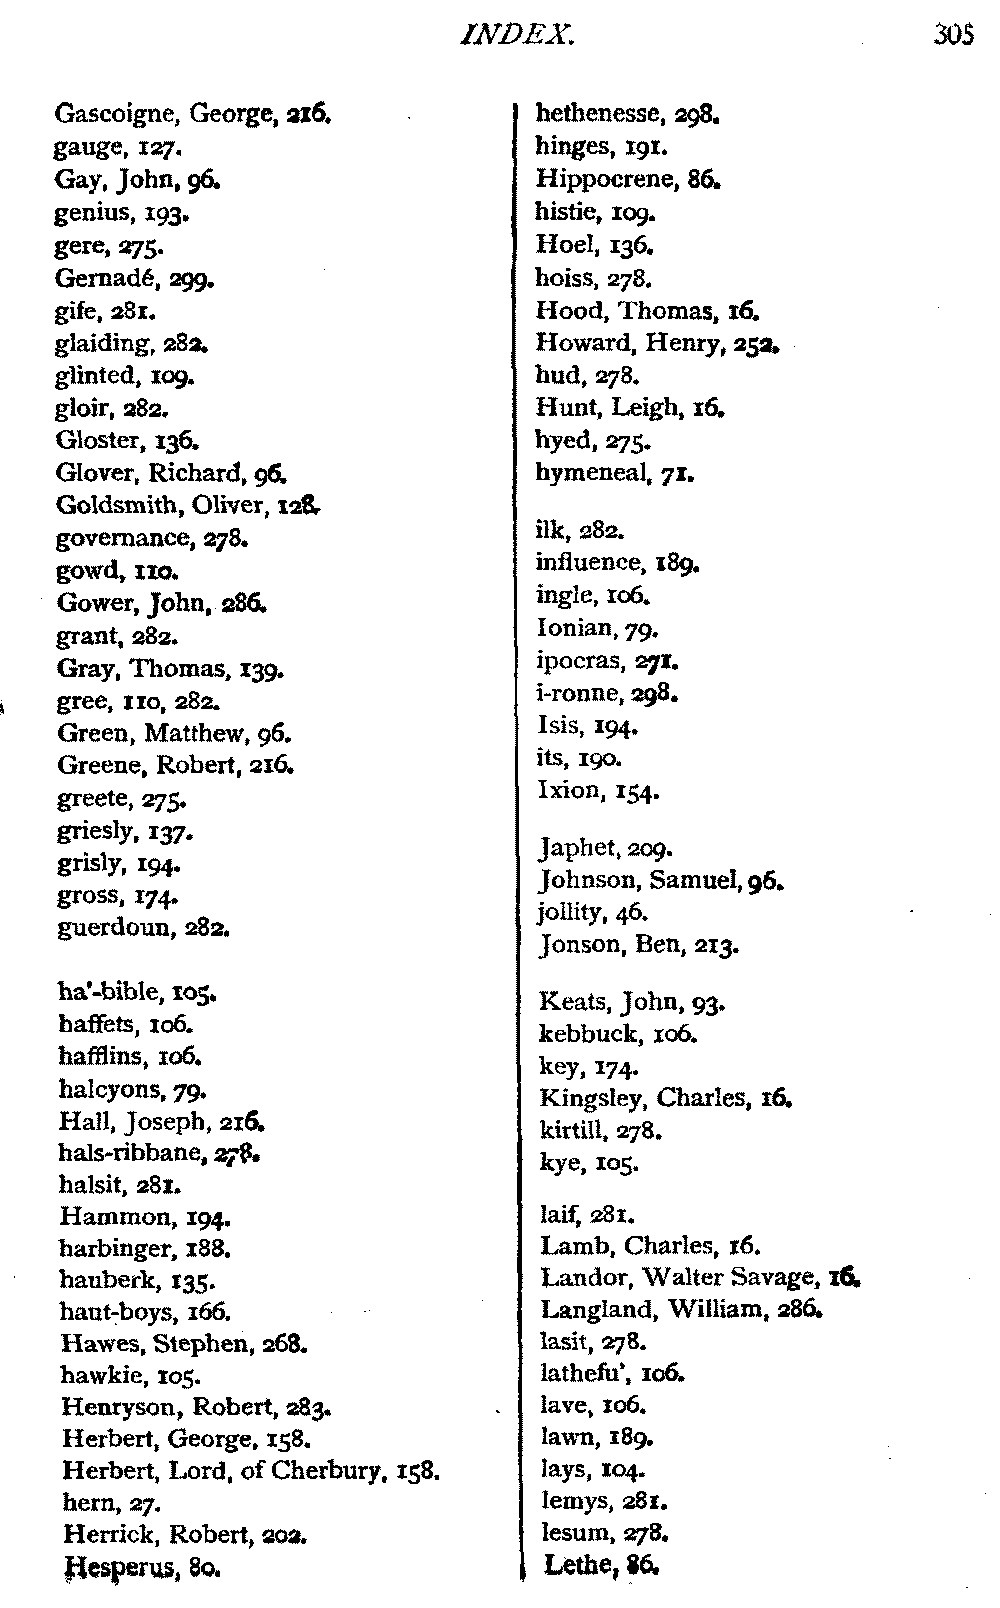 INDEX. 305
Gascoigne, George, 216.
gauge, 127.
Gay, John, 96.
genius, 193.
gere, 275.
Gernadé, 299.
gife, 281.
glaiding, 282.
glinted, 109.
gloir, 282.
Gloster, 136.
Glover, Richard, 96.
Goldsmith, Oliver, 128.
governance, 278.
gowd, 110.
Gower, John, 286.
grant, 282.
Gray, Thomas, 139.
gree, 110, 282.
Green, Matthew, 96.
Greene, Robert, 216.
greete, 275.
griesly, 137.
grisly, 194.
gross, 174.
guerdoun, 282.
ha'-bible, 105.
haffets, 106.
hafflins, 106.
halcyons, 79.
Hall, Joseph, 216.
hals-ribbane, 278.
halsit, 281.
Hammon, 194.
harbinger, 188.
hauberk, 135.
haut-boys, 166.
Hawes, Stephen, 268.
hawkie, 105.
Henryson, Robert, 283.
Herbert, George, 158.
Herbert, Lord, of Cherbury, 158.
hern, 27.
Herrick, Robert, 202.
Hesperus, 80.
hethenesse, 298.
hinges, 191.
Hippocrene, 86.
histie, 109.
Hoel, 136.
hoiss, 278.
Hood, Thomas, 16.
Howard, Henry, 252.
hud, 278.
Hunt, Leigh, 16.
hyed, 275.
hymeneal, 71.
ilk, 282.
influence, 189.
ingle, 106.
Ionian, 79.
ipocras, 271.
i-ronne, 298.
Isis, 194.
its, 190.
Ixion, 154.
Japhet, 209.
Johnson, Samuel, 96.
jollity, 46.
Jonson, Ben, 213.
Keats, John, 93.
kebbuck, 106.
key, 174.
Kingsley, Charles, 16.
kirtill, 278.
kye, 105.
laif, 281.
Lamb, Charles, 16.
Landor, Walter Savage, 16.
Langland, William, 286.
lasit, 278.
lathefu', 106.
lave, 106.
lawn, 189.
lays, 104.
lemys, 281.
lesum, 278.
Lethe, 86.